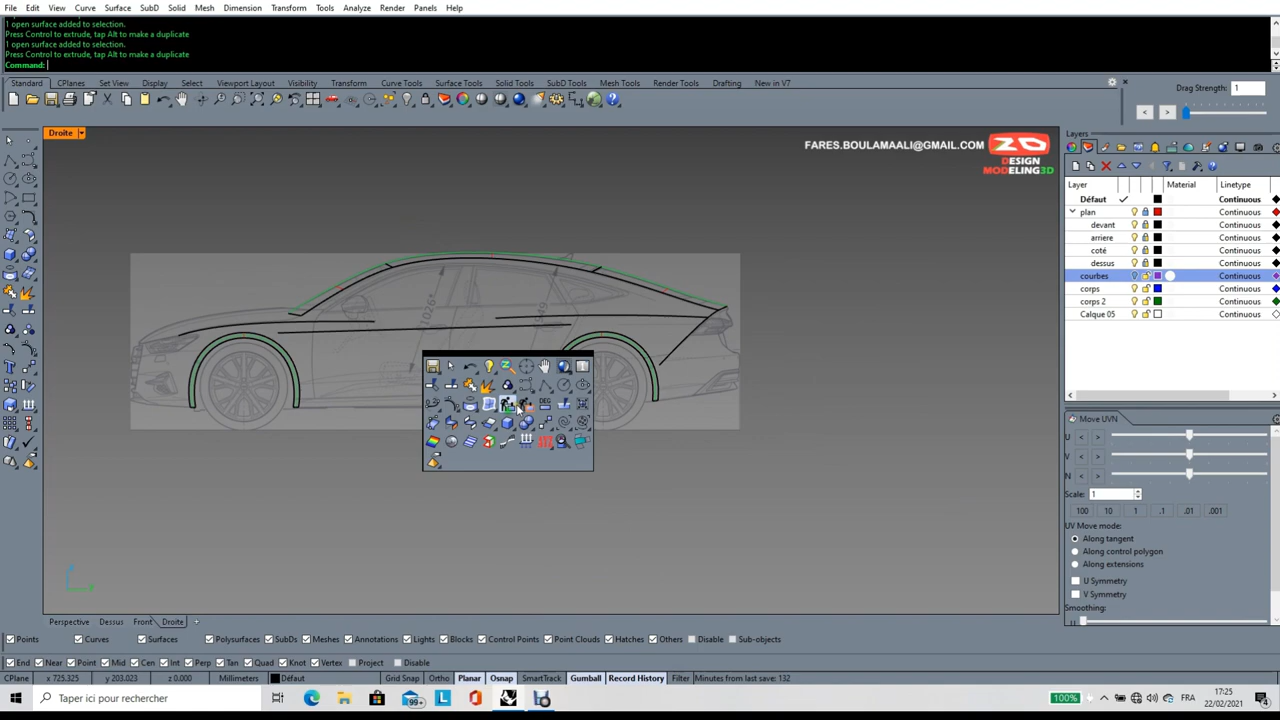 File Edit View Curve Surface SubD Solid Mesh Dimension Transform Tools Analyze Render Panels Help
1 open surface added to selection.
Press Control to extrude, tap Alt to make a duplicate
1 open surface added to selection.
Press Control to extrude, tap Alt to make a duplicate
Command:
Standard CPlanes Set View Display Select Viewport Layout Visibility Transform Curve Tools Surface Tools Solid Tools SubD Tools Mesh Tools Render Tools Drafting New in V7
Drag Strength: 1
< >
Droite
FARES.BOULAMAALI@GMAIL.COM
DESIGN
MODELING3D
Layers
Layer Material Linetype
Défaut Continuous
plan Continuous
devant Continuous
arriere Continuous
coté Continuous
dessus Continuous
courbes Continuous
corps Continuous
corps 2 Continuous
Calque 05 Continuous
DEG
Move UVN
U < >
V < >
N < >
Scale: 1
100 10 1 .1 .01 .001
UV Move mode:
Along tangent
Along control polygon
Along extensions
U Symmetry
V Symmetry
Smoothing:
Perspective Dessus Front Droite
Points Curves Surfaces Polysurfaces SubDs Meshes Annotations Lights Blocks Control Points Point Clouds Hatches Others Disable Sub-objects
End Near Point Mid Cen Int Perp Tan Quad Knot Vertex Project Disable
CPlane x 725.325 y 203.023 z 0.000 Millimeters Défaut Grid Snap Ortho Planar Osnap SmartTrack Gumball Record History Filter Minutes from last save: 132
Taper ici pour rechercher
99+
100%
FRA
17:25
22/02/2021
4